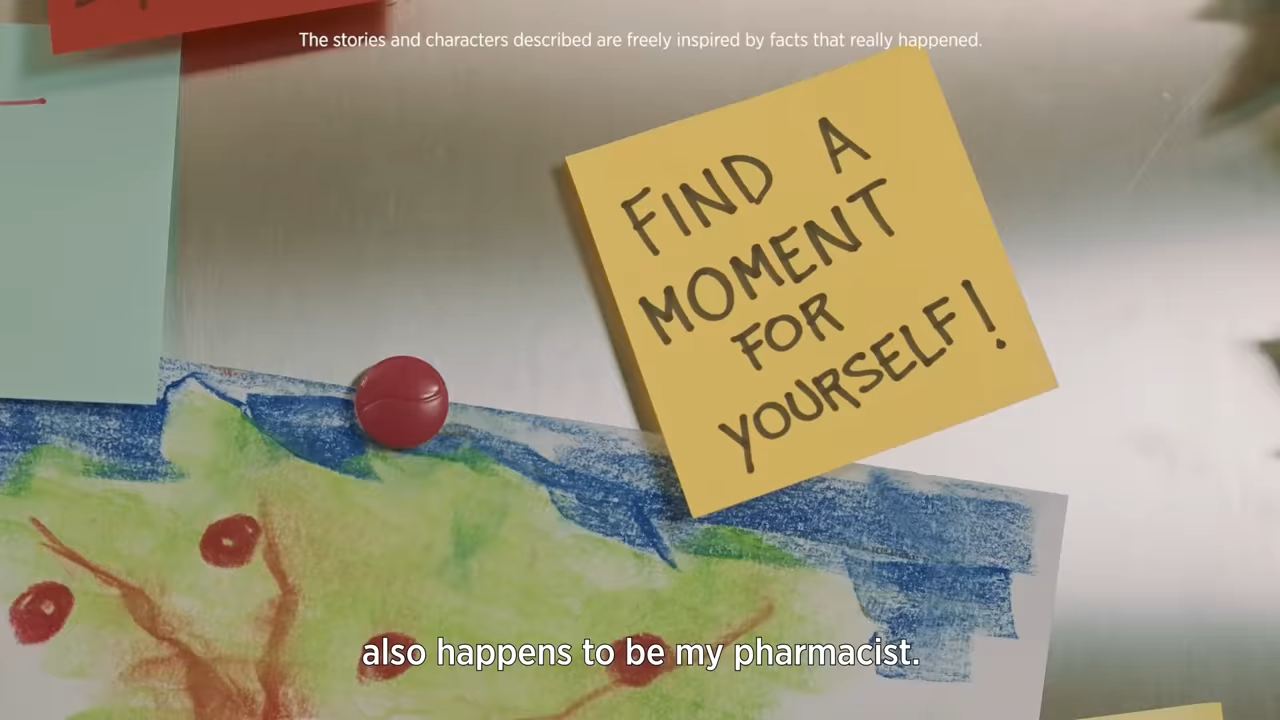 The stories and characters described are freely inspired by facts that really happened.
FIND A
MOMENT
FOR
YOURSELF!
also happens to be my pharmacist.